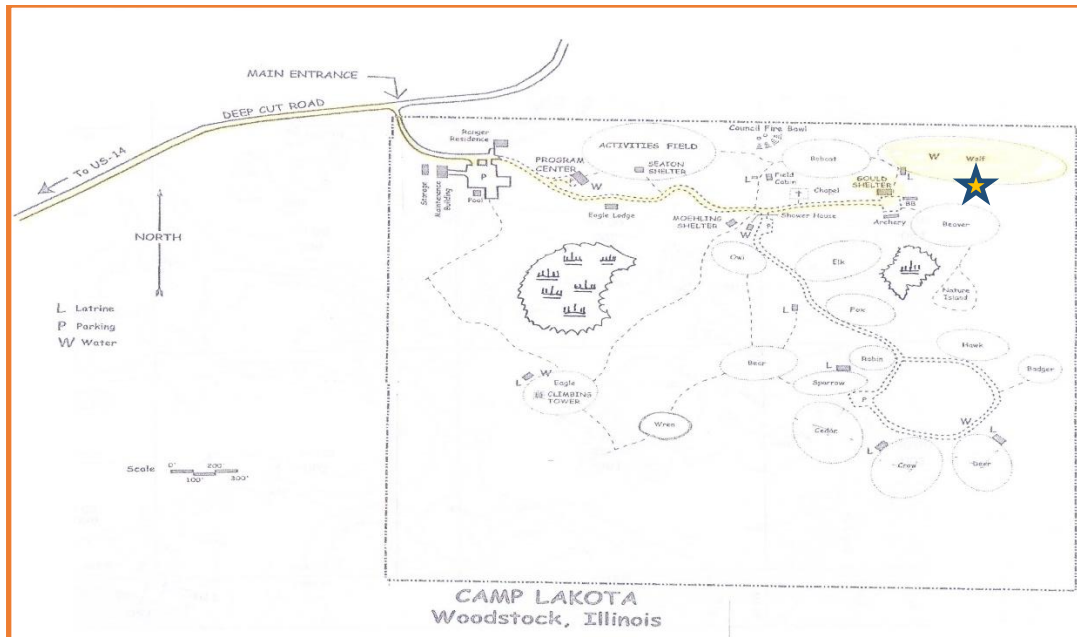 MAIN ENTRANCE
DEEP CUT ROAD
To US-14
Ranger
Residence
Storage
Maintenance
Building
P
Pool
PROGRAM
CENTER
P
W
ACTIVITIES FIELD
SEATON
SHELTER
Eagle Lodge
Council Fire Bowl
Bobcat
L
Field
Cabin
Chapel
L
GOULD
SHELTER
W
Wolf
BB
Archery
Beaver
MOEHLING
SHELTER
W
Shower House
P
Owl
Elk
Nature
Island
Fox
L
Hawk
Badger
Bear
Robin
L
Sparrow
P
Cedar
W
L
Crow
L
Deer
L
W
Eagle
CLIMBING
TOWER
Wren
NORTH
L Latrine
P Parking
W Water
Scale 0' 200'
100' 300'
CAMP LAKOTA
Woodstock, Illinois